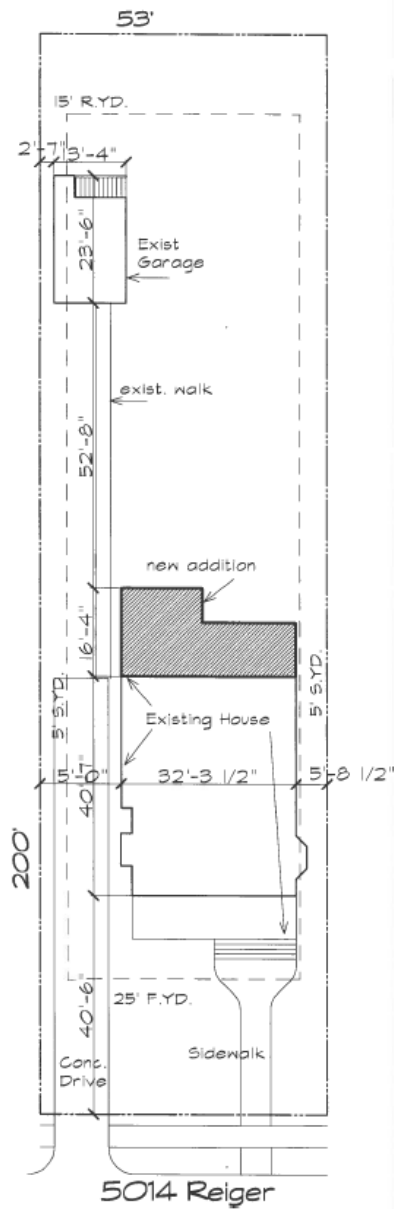 53'
15' R.YD.
2'-7" 13'-4"
23'-6"
Exist
Garage
exist. walk
52'-8"
new addition
16'-4"
5' S.YD.
5' S.YD.
Existing House
15'-0" 32'-3 1/2" 5'-8 1/2"
40'-7"
200'
40'-6"
25' F.YD.
Conc.
Drive
Sidewalk
5014 Reiger